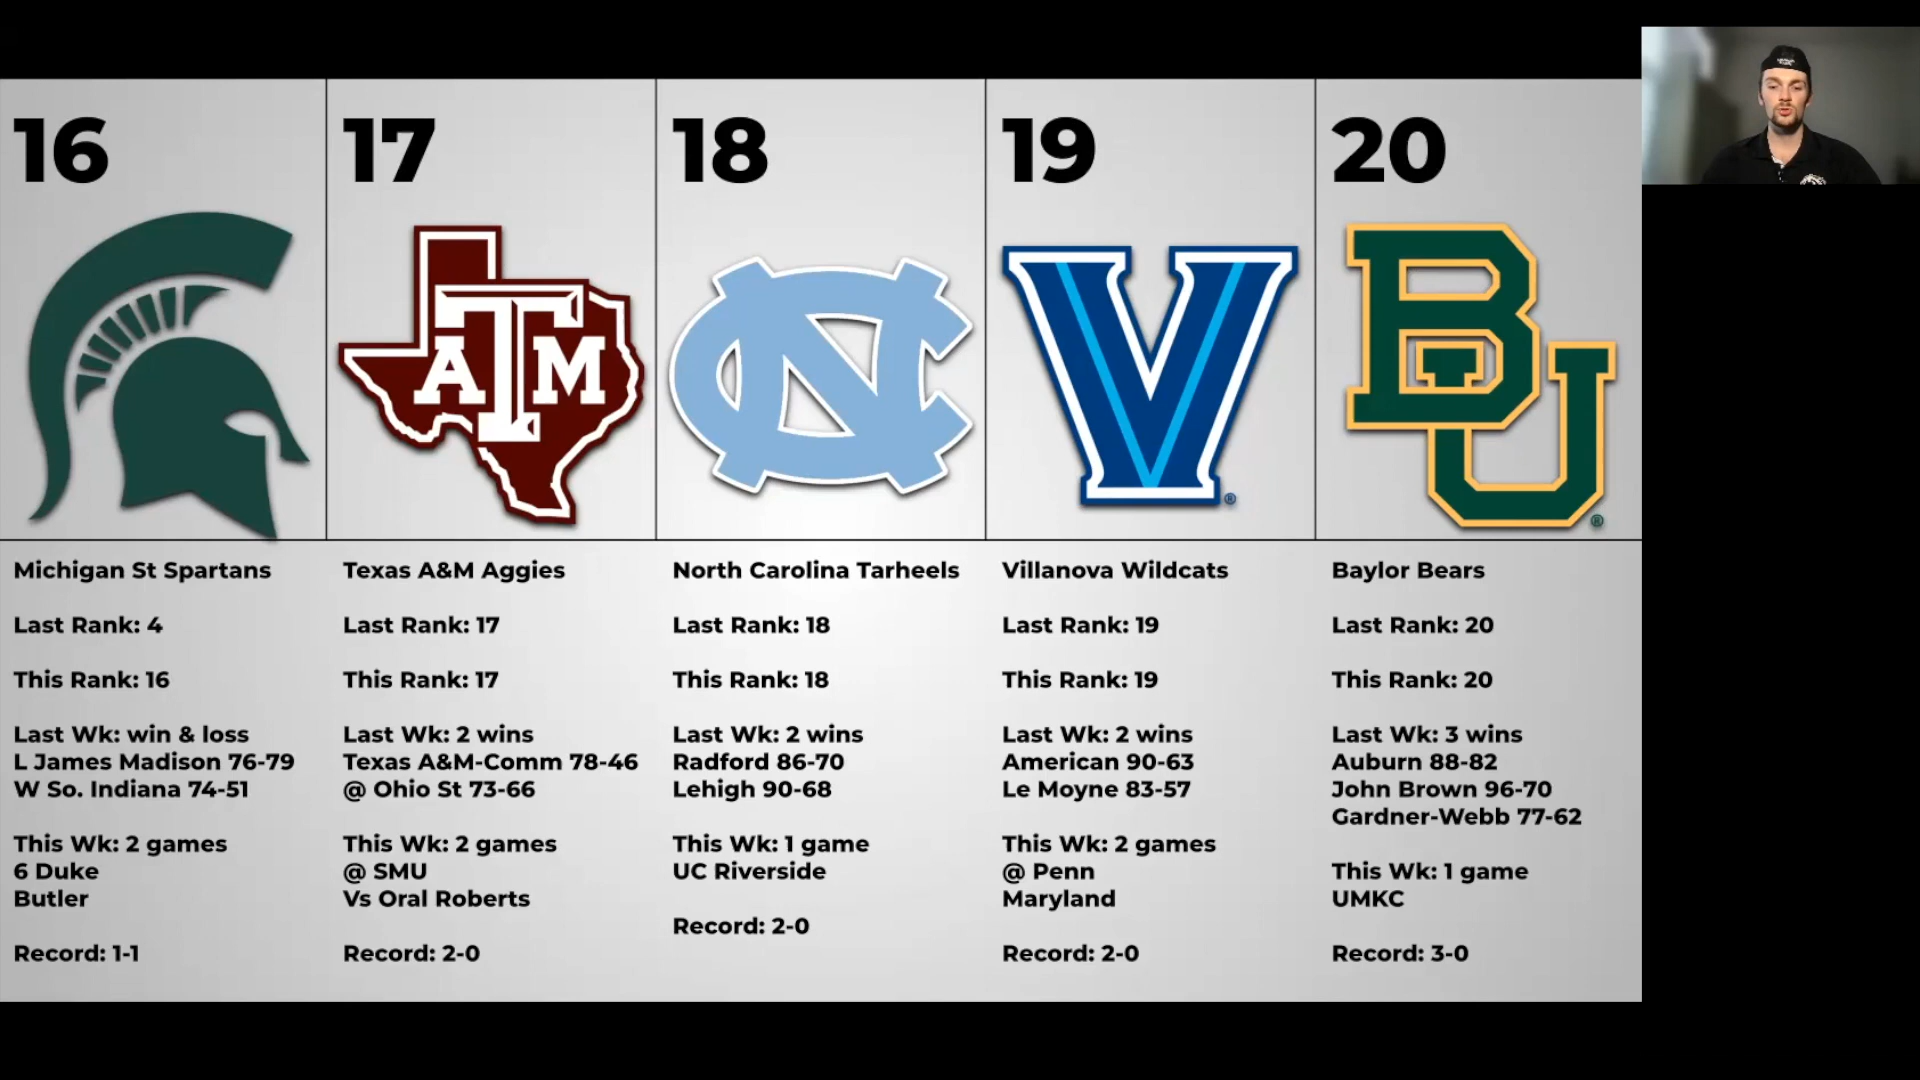 16
17
18
19
20
A T M
NC
V
®
BU
®
Michigan St Spartans
Last Rank: 4
This Rank: 16
Last Wk: win & loss
L James Madison 76-79
W So. Indiana 74-51
This Wk: 2 games
6 Duke
Butler
Record: 1-1
Texas A&M Aggies
Last Rank: 17
This Rank: 17
Last Wk: 2 wins
Texas A&M-Comm 78-46
@ Ohio St 73-66
This Wk: 2 games
@ SMU
Vs Oral Roberts
Record: 2-0
North Carolina Tarheels
Last Rank: 18
This Rank: 18
Last Wk: 2 wins
Radford 86-70
Lehigh 90-68
This Wk: 1 game
UC Riverside
Record: 2-0
Villanova Wildcats
Last Rank: 19
This Rank: 19
Last Wk: 2 wins
American 90-63
Le Moyne 83-57
This Wk: 2 games
@ Penn
Maryland
Record: 2-0
Baylor Bears
Last Rank: 20
This Rank: 20
Last Wk: 3 wins
Auburn 88-82
John Brown 96-70
Gardner-Webb 77-62
This Wk: 1 game
UMKC
Record: 3-0